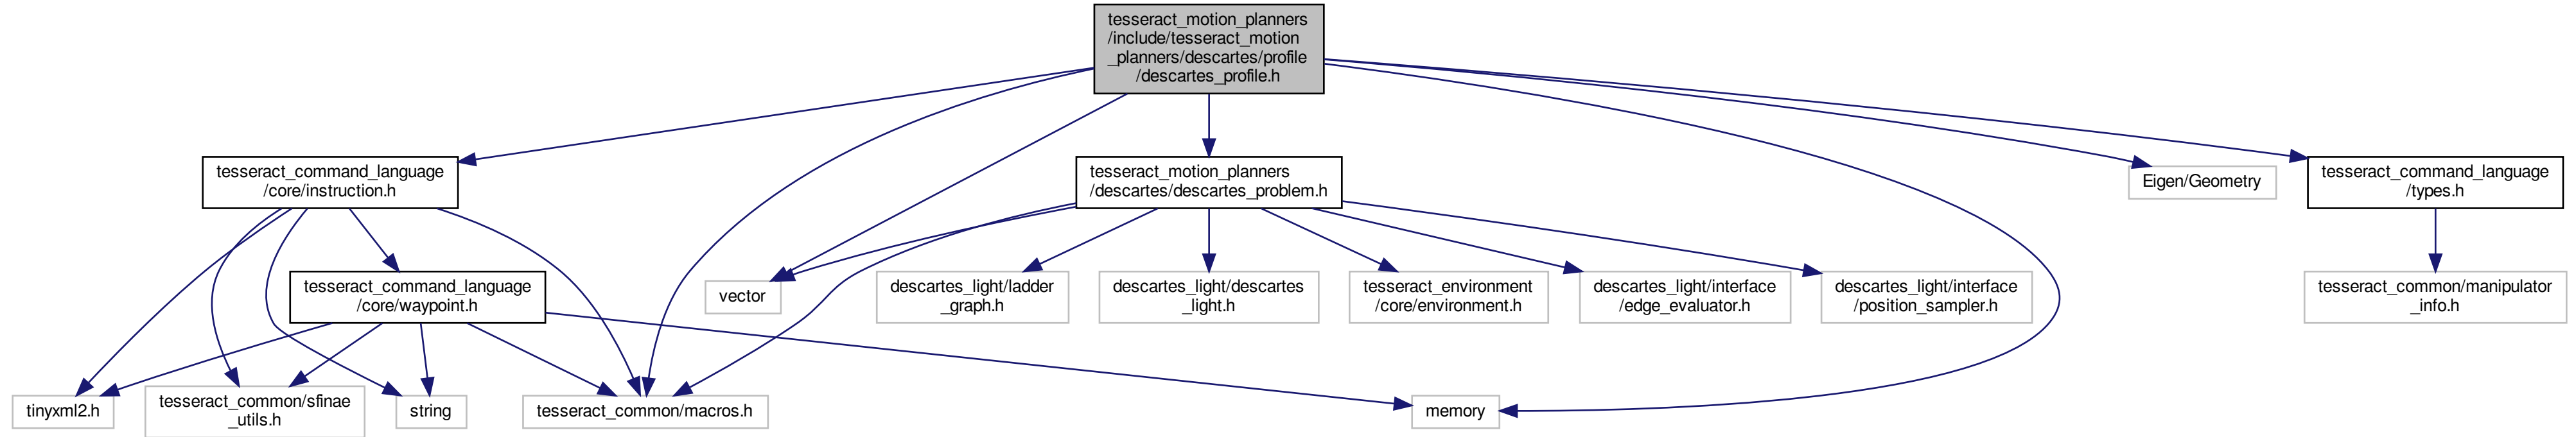 tesseract_motion_planners
/include/tesseract_motion
_planners/descartes/profile
/descartes_profile.h
tesseract_command_language
/core/instruction.h
tesseract_motion_planners
/descartes/descartes_problem.h
Eigen/Geometry
tesseract_command_language
/types.h
tesseract_command_language
/core/waypoint.h
vector
descartes_light/ladder
_graph.h
descartes_light/descartes
_light.h
tesseract_environment
/core/environment.h
descartes_light/interface
/edge_evaluator.h
descartes_light/interface
/position_sampler.h
tesseract_common/manipulator
_info.h
tinyxml2.h
tesseract_common/sfinae
_utils.h
string
tesseract_common/macros.h
memory